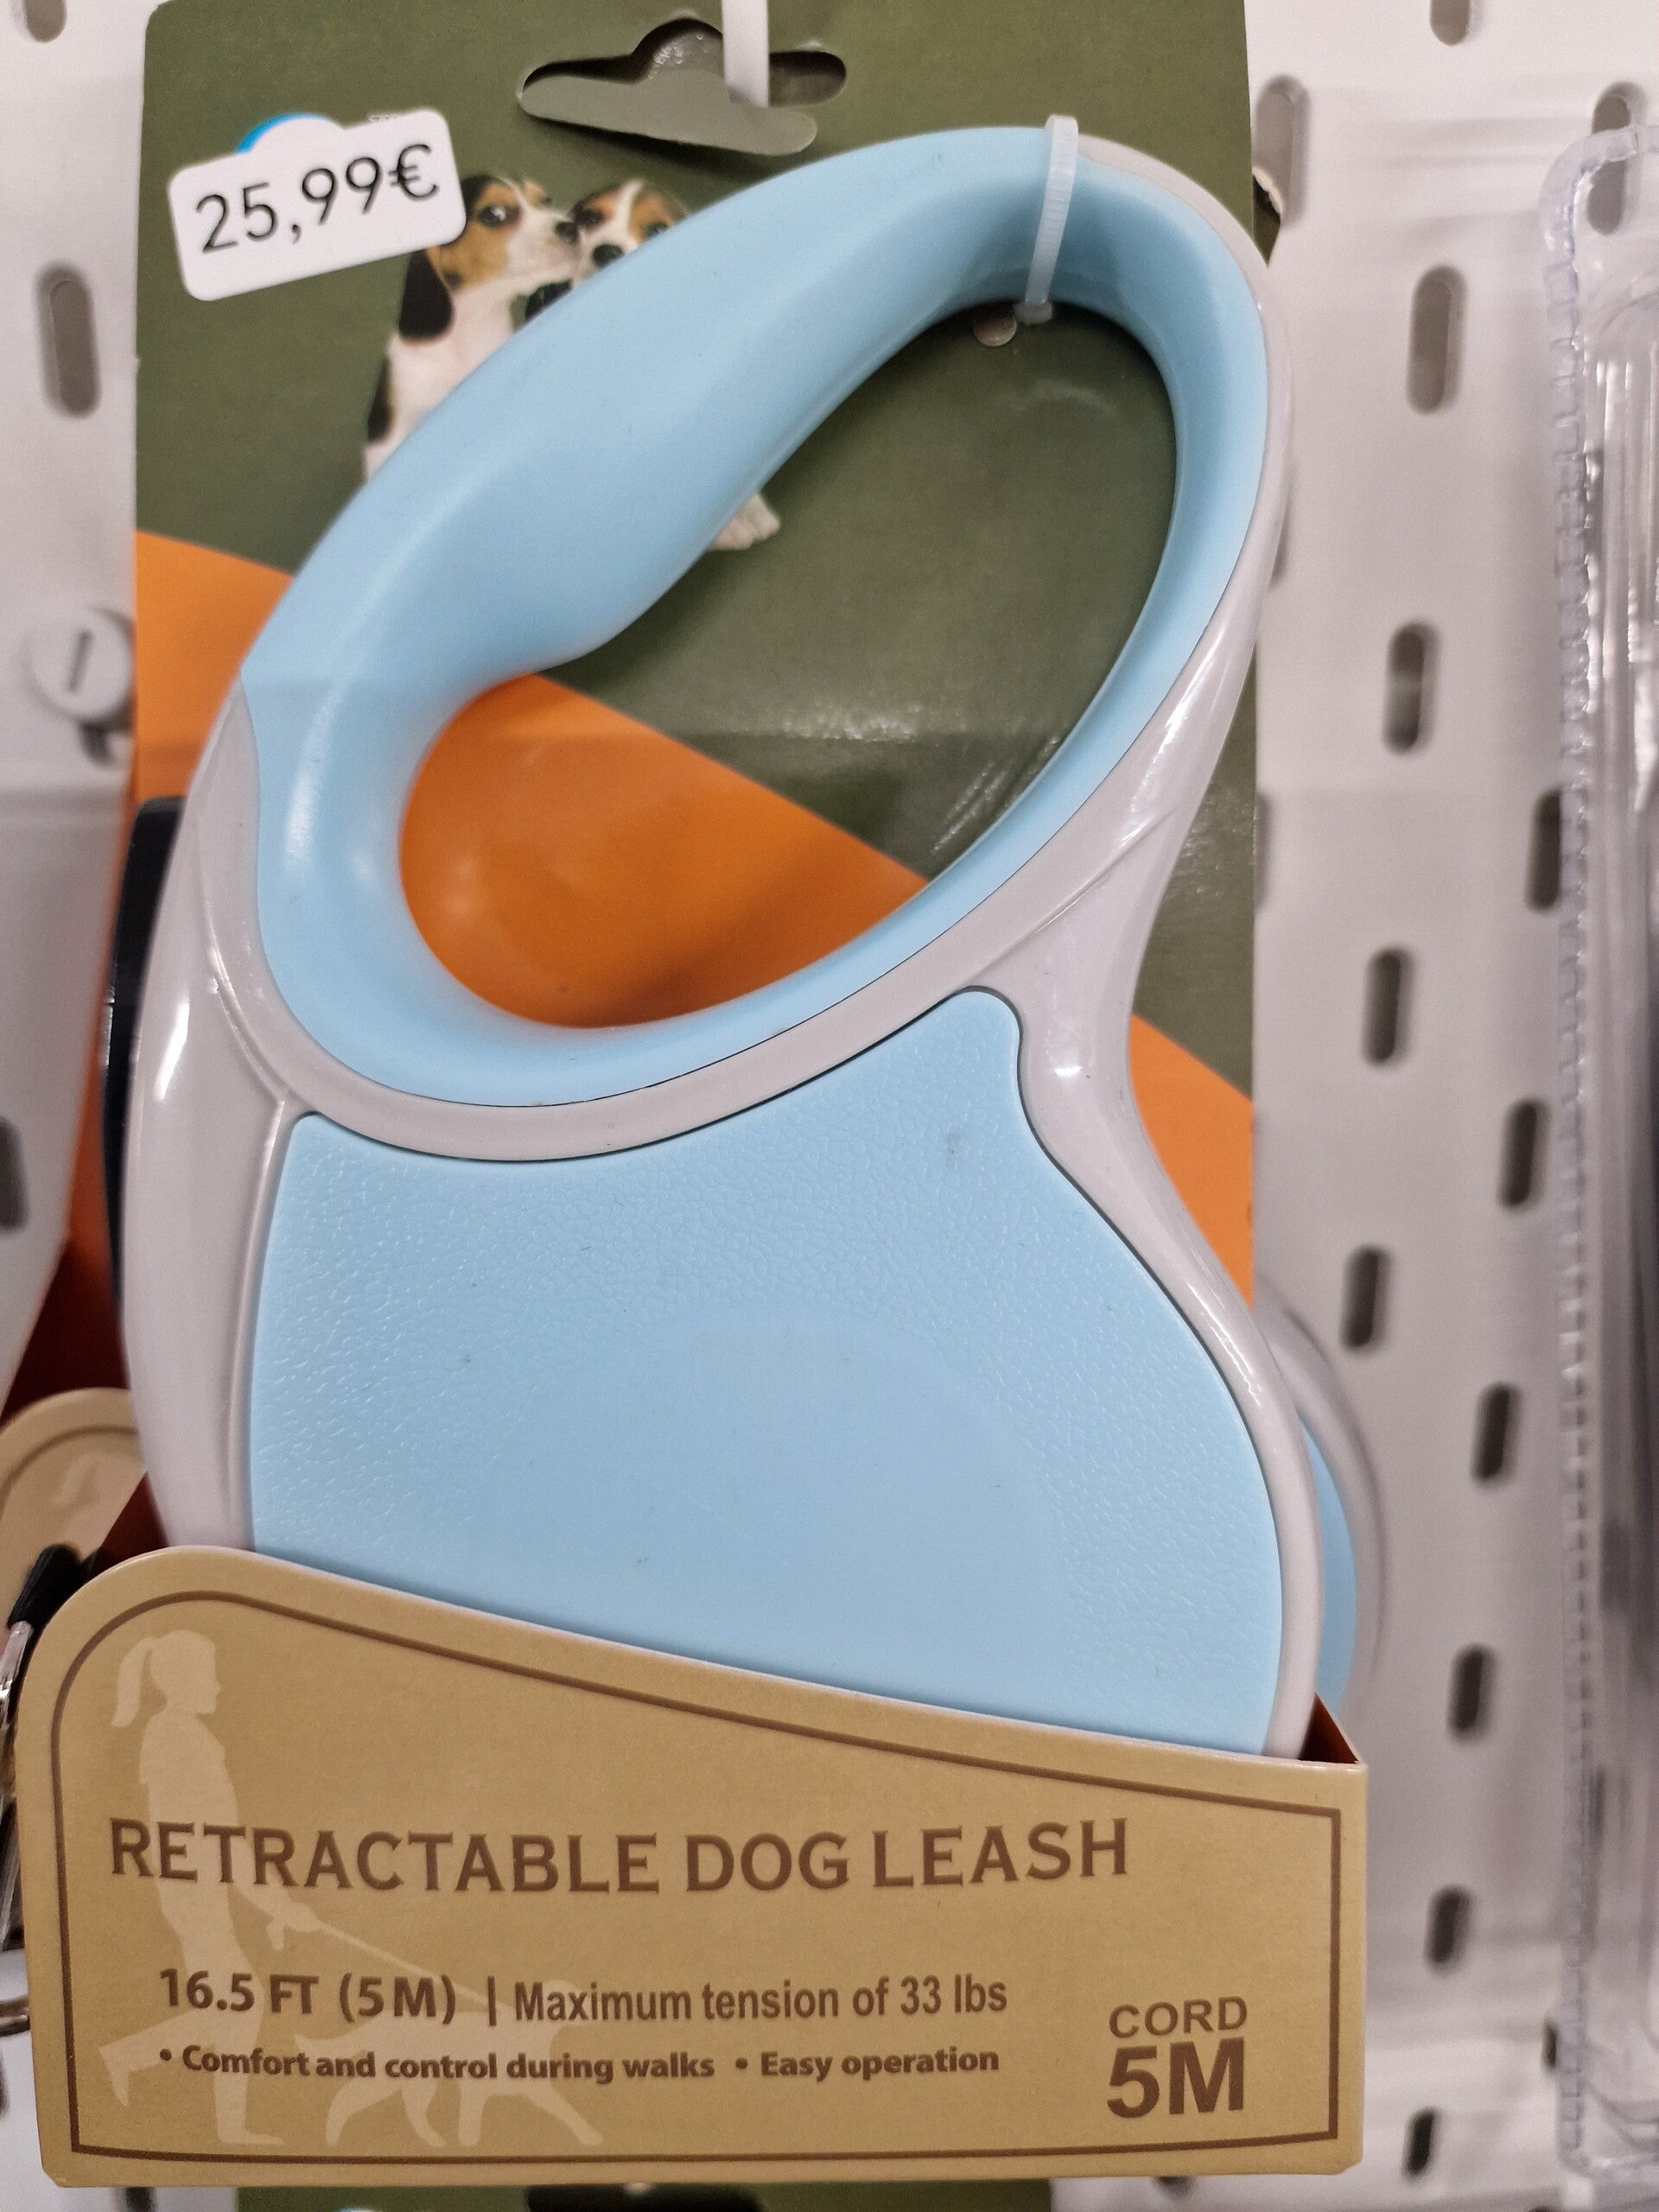 25,99€
RETRACTABLE DOG LEASH
16.5 FT (5 M) | Maximum tension of 33 lbs
• Comfort and control during walks • Easy operation
CORD
5M